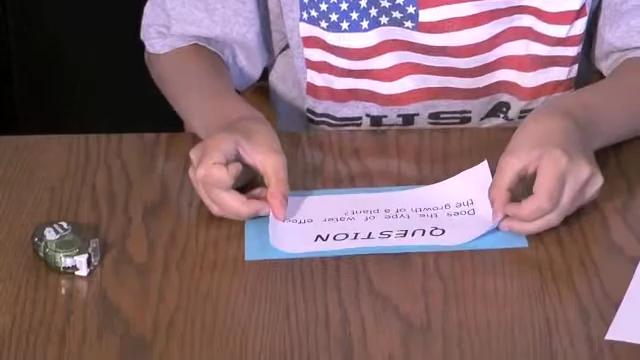 USA
QUESTION
Does the type of water effect
the growth of a plant?